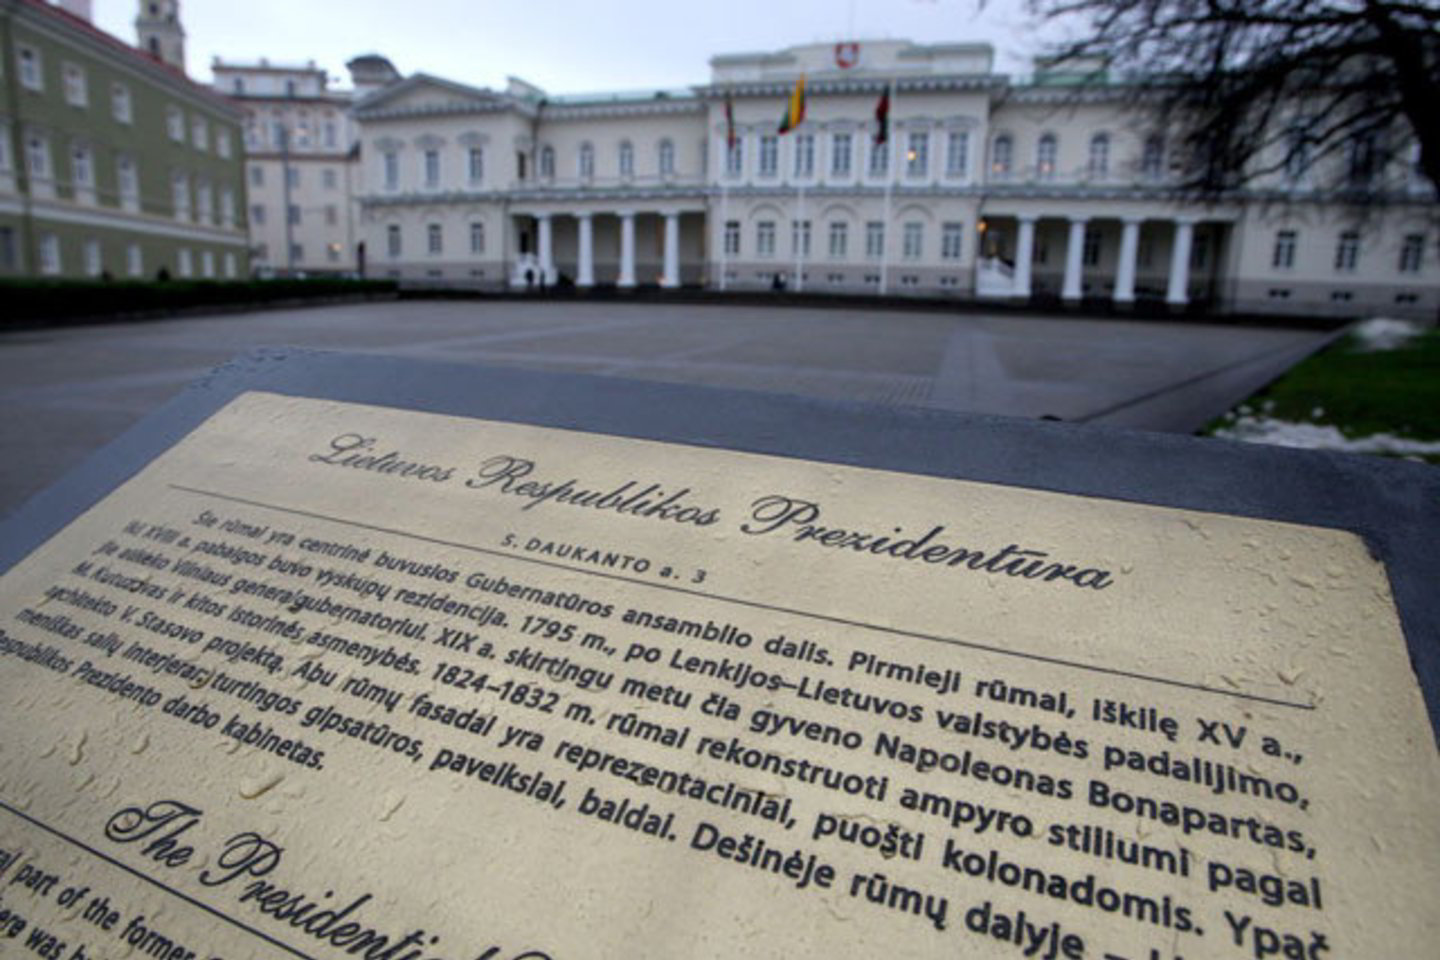 Lietuvos Respublikos Prezidentūra
S. DAUKANTO a. 3
Šie rūmai yra centrinė buvusios Gubernatūros ansamblio dalis. Pirmieji rūmai, iškilę XV a.,
iki XVIII a. pabaigos buvo vyskupų rezidencija. 1795 m., po Lenkijos–Lietuvos valstybės padalijimo,
jie atiteko Vilniaus generalgubernatoriui. XIX a. skirtingu metu čia gyveno Napoleonas Bonapartas,
M. Kutuzovas ir kitos istorinės asmenybės. 1824–1832 m. rūmai rekonstruoti ampyro stiliumi pagal
architekto V. Stasovo projektą. Abu rūmų fasadai yra reprezentaciniai, puošti kolonadomis. Ypač
meniškas salių interjeras: turtingos gipsatūros, paveikslai, baldai. Dešinėje rūmų dalyje –
Respublikos Prezidento darbo kabinetas.
The Presidential
part of the former
was